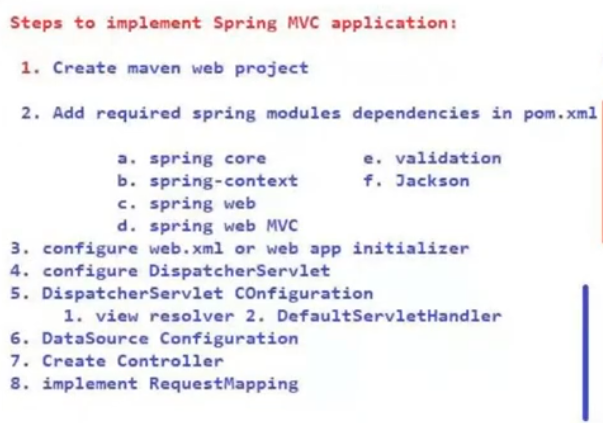 Steps to implement Spring MVC application:
1. Create maven web project
2. Add required spring modules dependencies in pom.xml
a. spring core e. validation
b. spring-context f. Jackson
c. spring web
d. spring web MVC
3. configure web.xml or web app initializer
4. configure DispatcherServlet
5. DispatcherServlet COnfiguration
1. view resolver 2. DefaultServletHandler
6. DataSource Configuration
7. Create Controller
8. implement RequestMapping